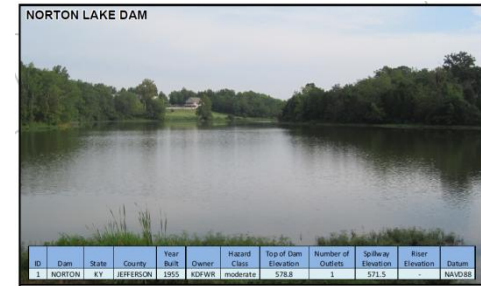 NORTON LAKE DAM
Year Hazard Top of Dam Number of Spillway Riser
ID Dam State County Built Owner Class Elevation Outlets Elevation Elevation Datum
1 NORTON KY JEFFERSON 1955 KDFWR moderate 578.8 1 571.5 - NAVD88